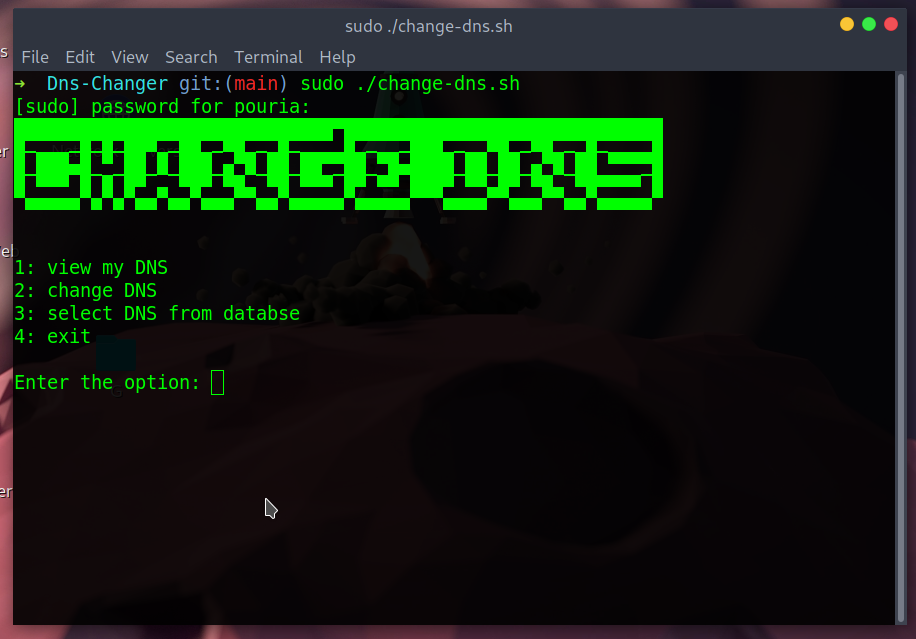 sudo ./change-dns.sh
File Edit View Search Terminal Help
➜ Dns-Changer git:(main) sudo ./change-dns.sh
[sudo] password for pouria:
CHANGE DNS
1: view my DNS
2: change DNS
3: select DNS from databse
4: exit
Enter the option: